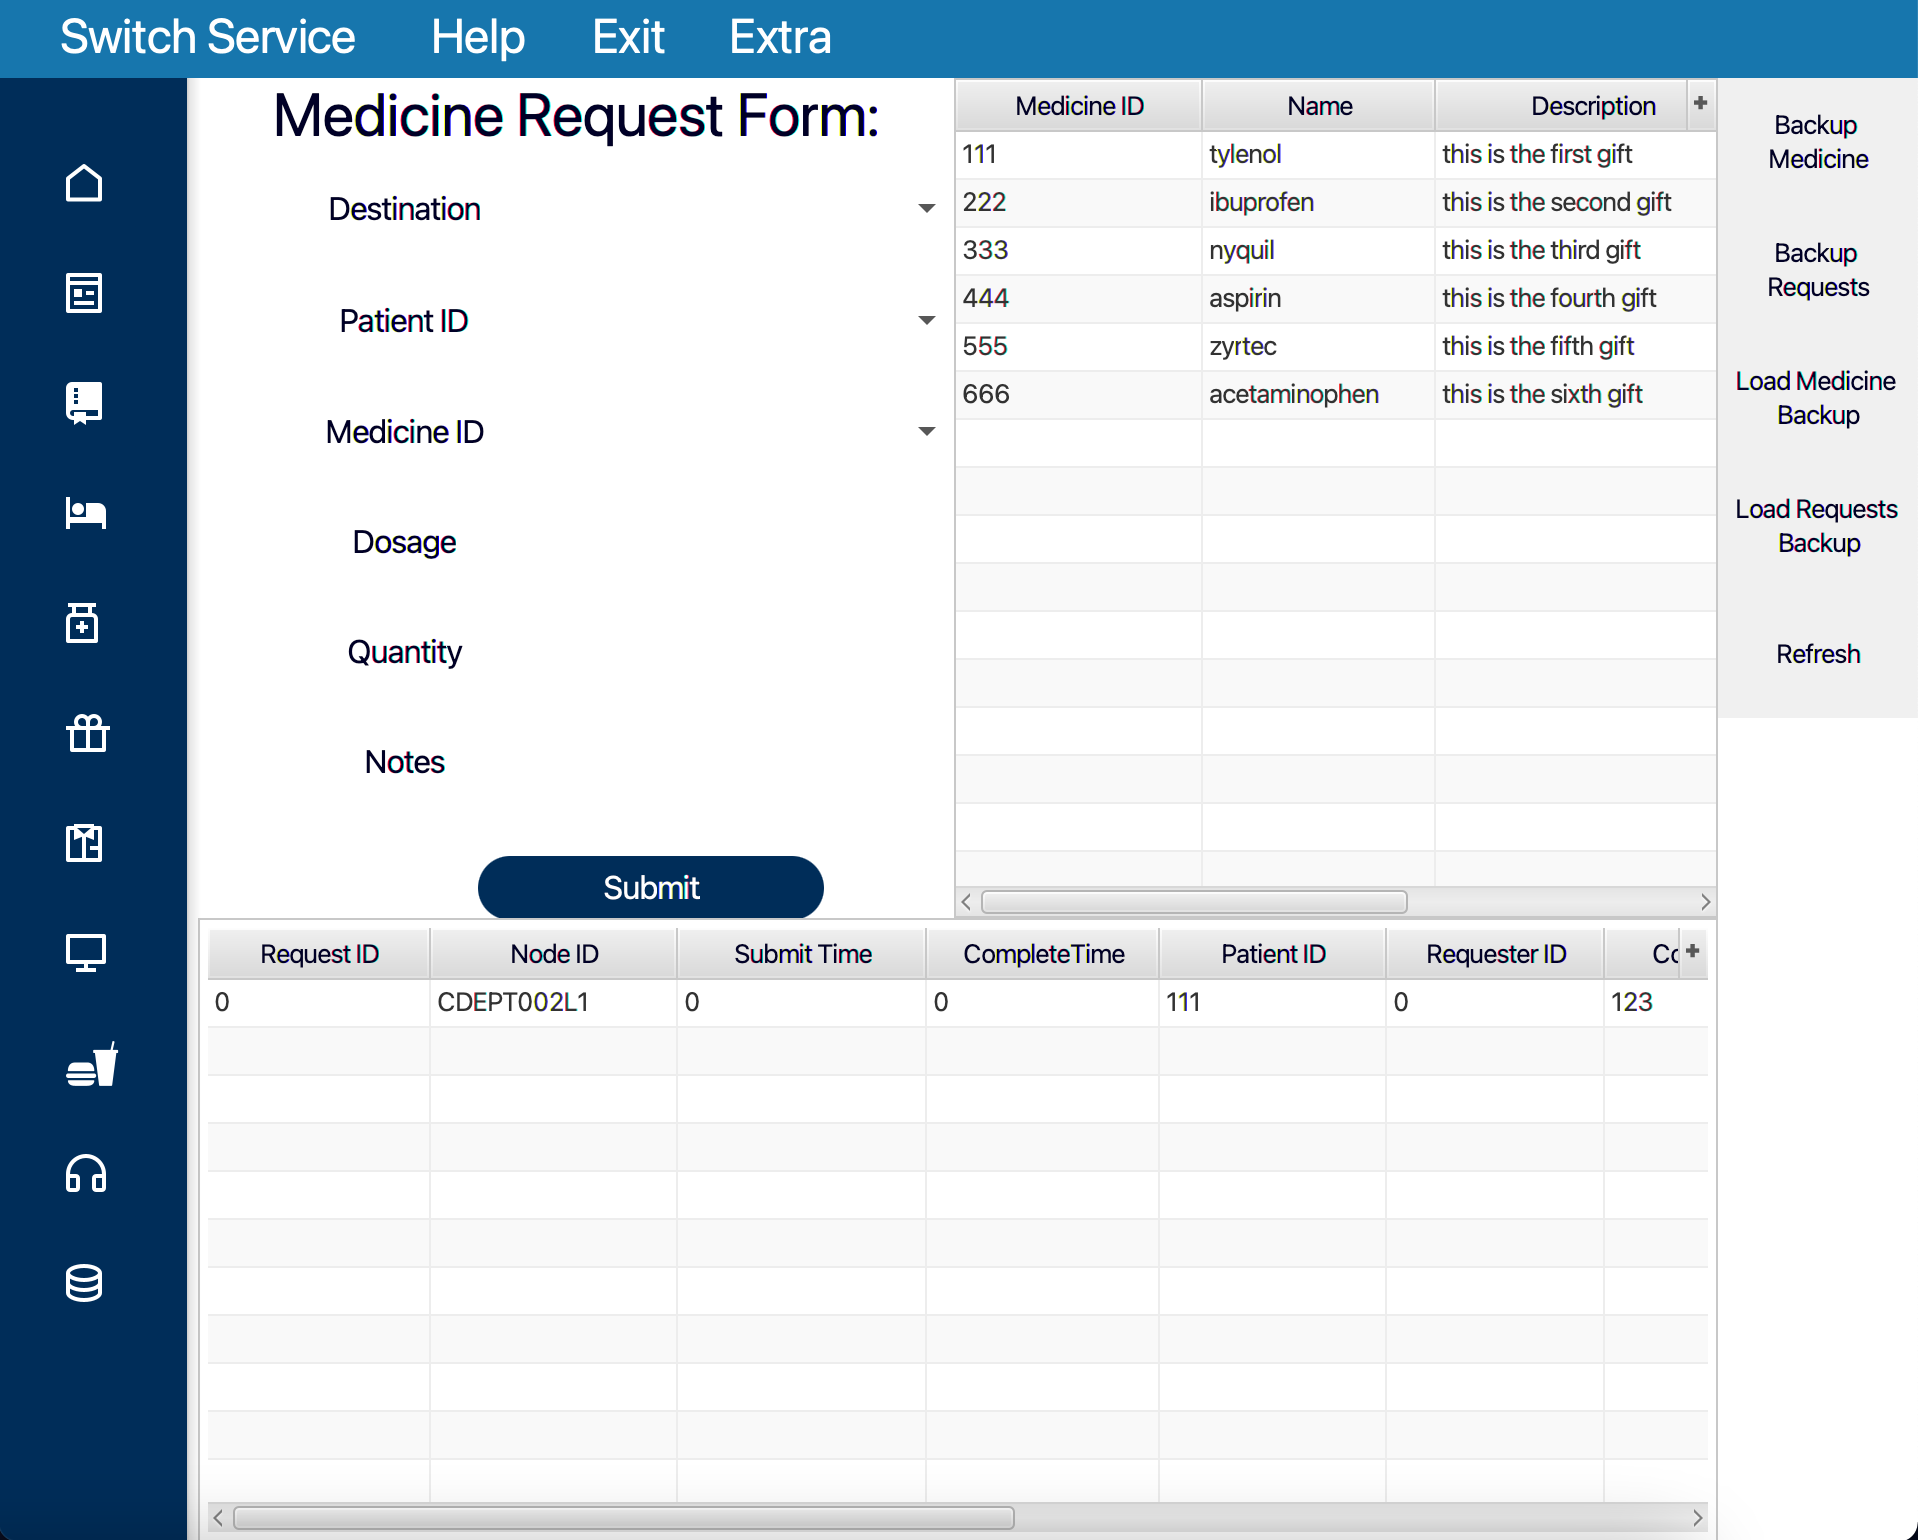 Switch Service Help Exit Extra
Medicine Request Form:
Destination
Patient ID
Medicine ID
Dosage
Quantity
Notes
Submit
Medicine ID Name Description +
111 tylenol this is the first gift
222 ibuprofen this is the second gift
333 nyquil this is the third gift
444 aspirin this is the fourth gift
555 zyrtec this is the fifth gift
666 acetaminophen this is the sixth gift
Backup
Medicine
Backup
Requests
Load Medicine
Backup
Load Requests
Backup
Refresh
Request ID Node ID Submit Time CompleteTime Patient ID Requester ID +
0 CDEPT002L1 0 0 111 0 123